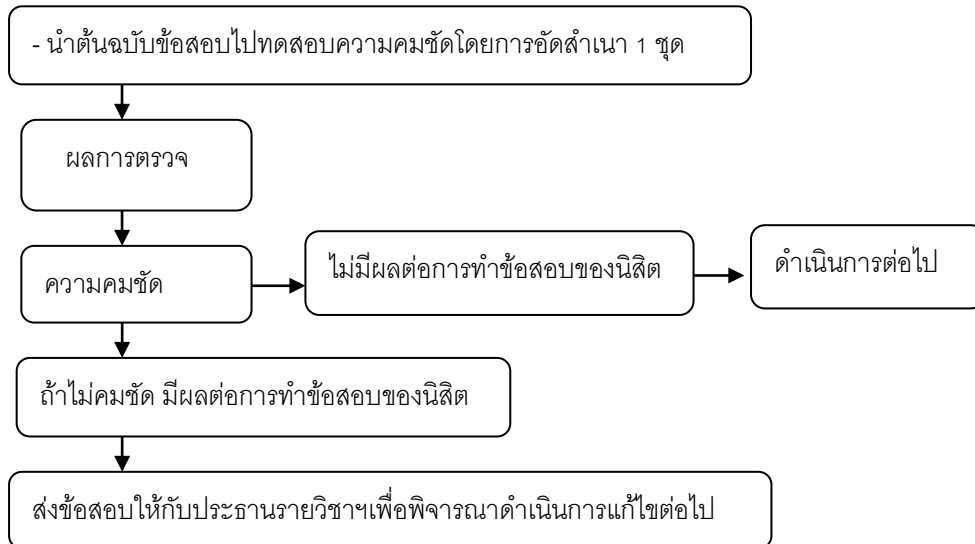 - นำต้นฉบับข้อสอบไปทดสอบความคมชัดโดยการอัดสำเนา 1 ชุด
ผลการตรวจ
ความคมชัด
ไม่มีผลต่อการทำข้อสอบของนิสิต
ดำเนินการต่อไป
ถ้าไม่คมชัด มีผลต่อการทำข้อสอบของนิสิต
ส่งข้อสอบให้กับประธานรายวิชาฯเพื่อพิจารณาดำเนินการแก้ไขต่อไป